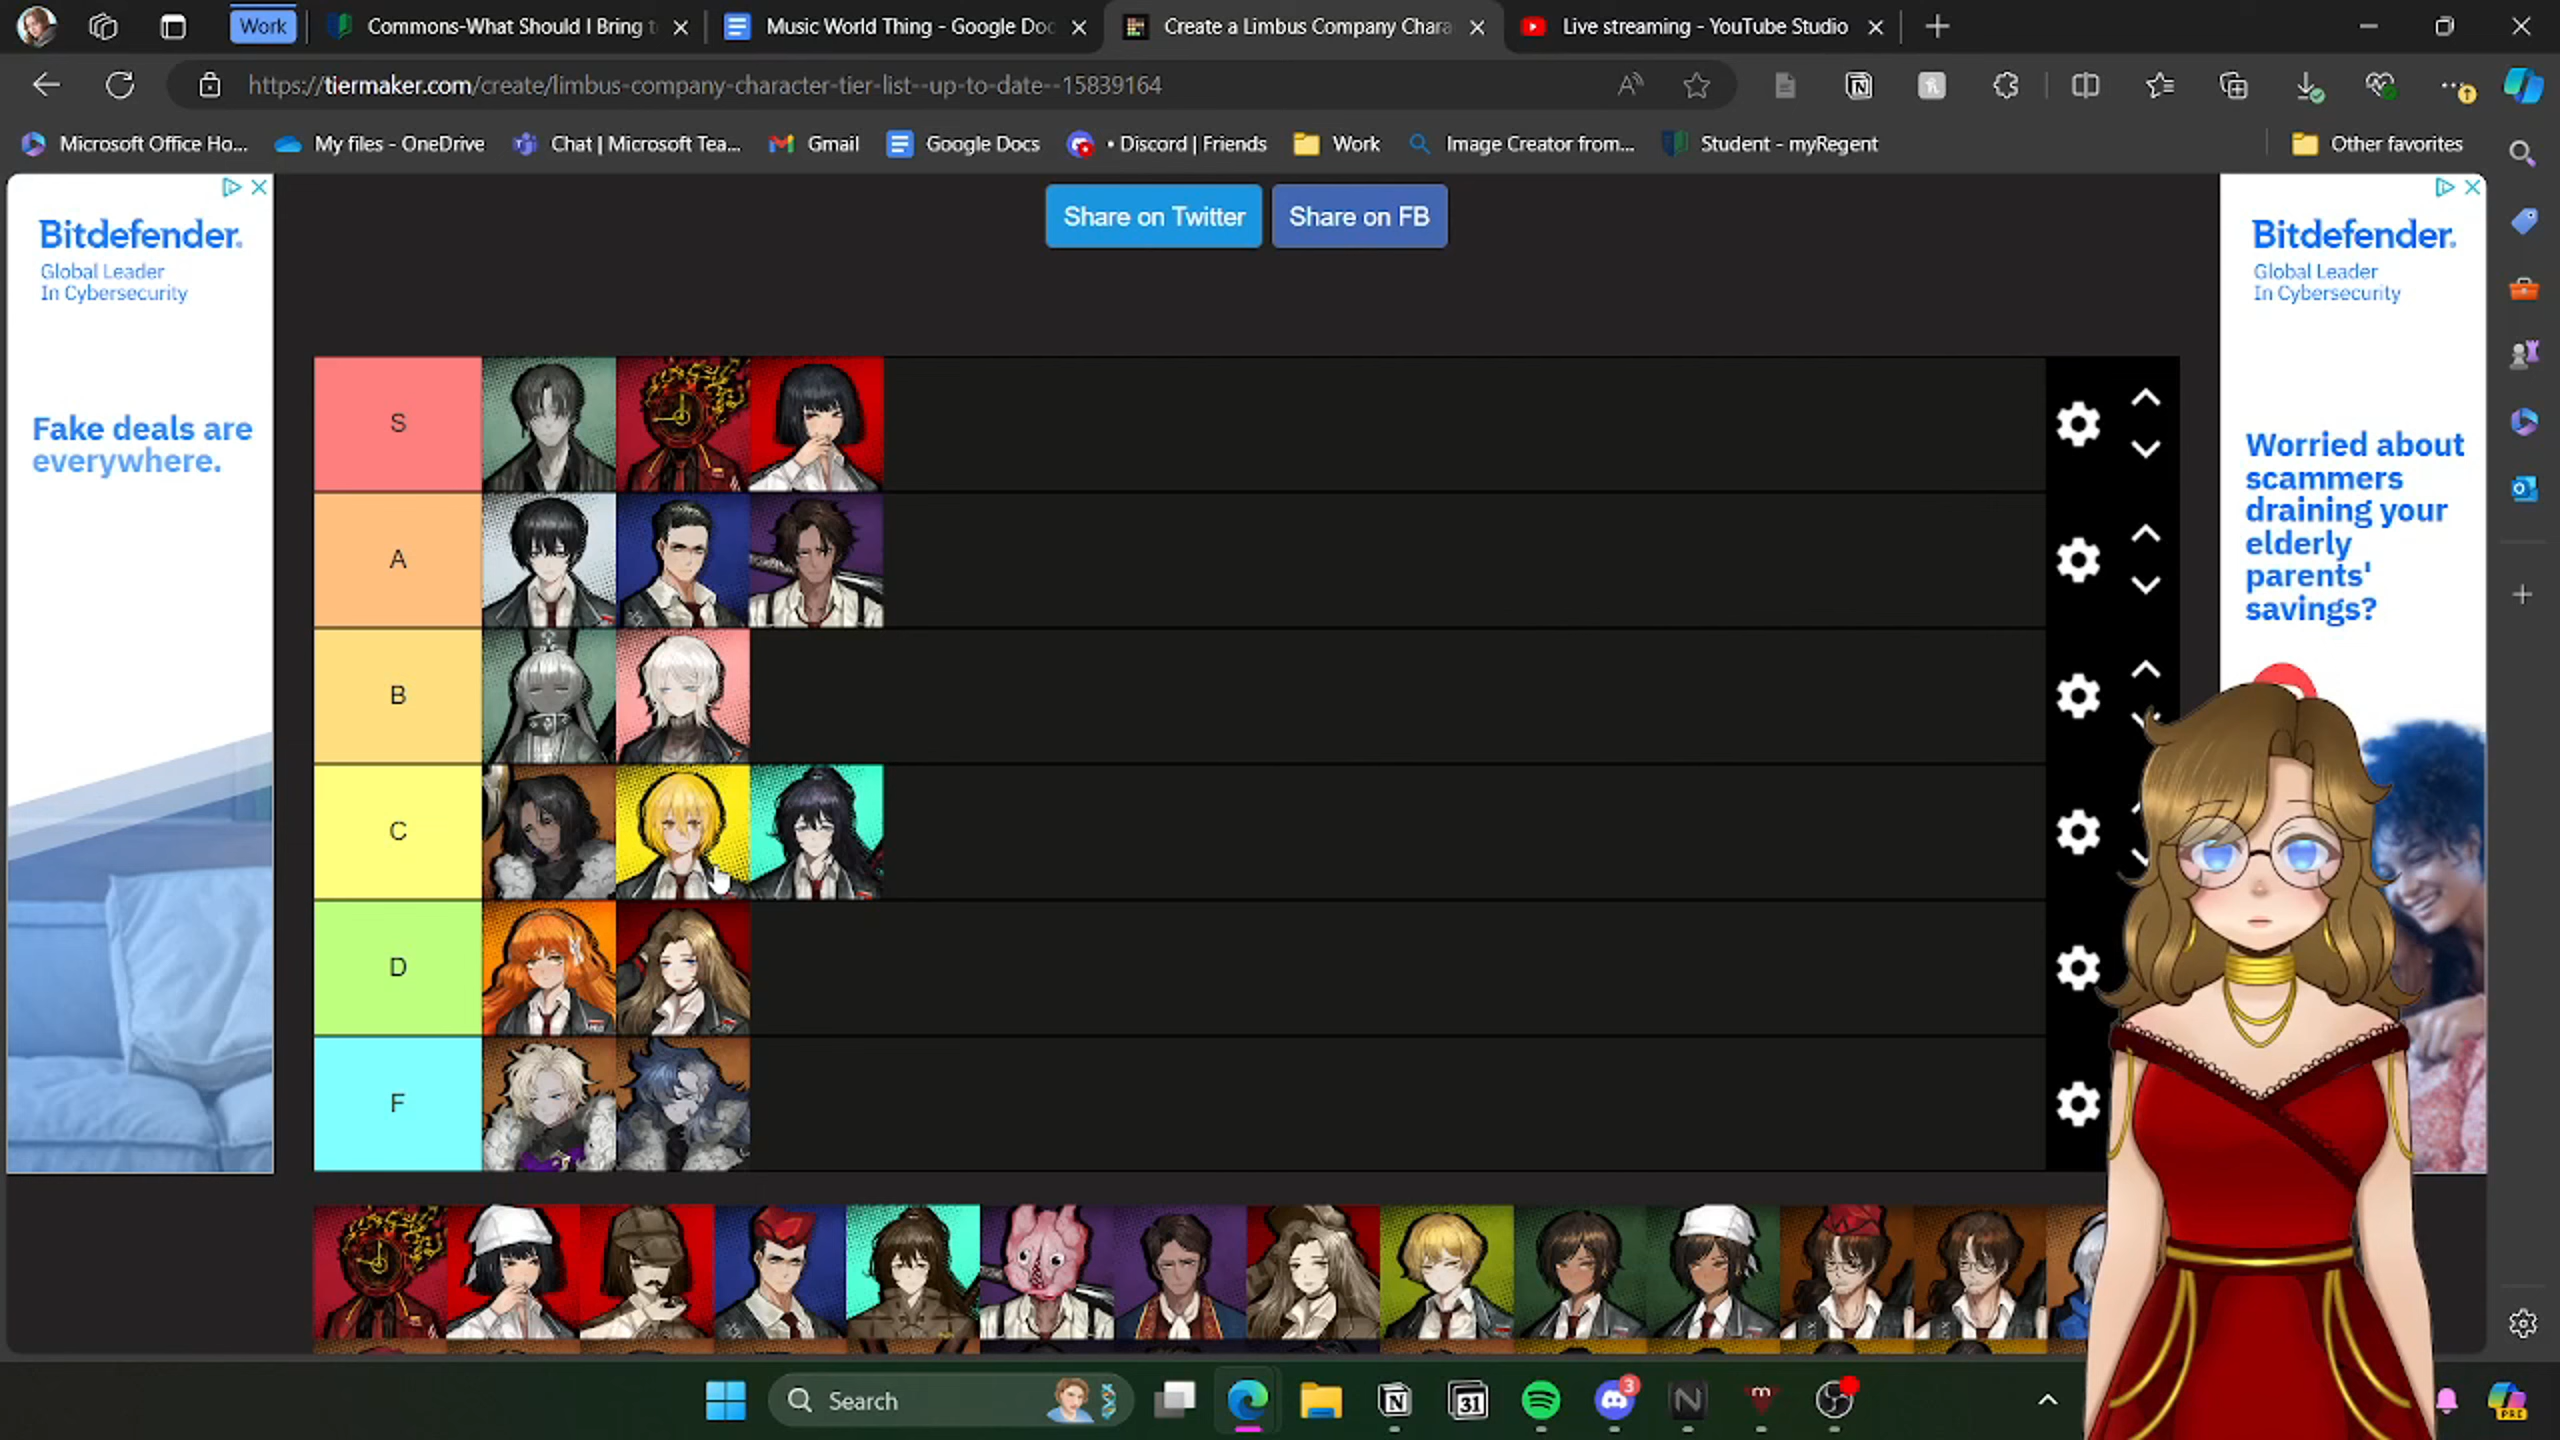 Work
Commons-What Should I Bring t
Music World Thing - Google Doc
Create a Limbus Company Chara
Live streaming - YouTube Studio
https://tiermaker.com/create/limbus-company-character-tier-list--up-to-date--15839164
Microsoft Office Ho...
My files - OneDrive
Chat | Microsoft Tea...
Gmail
Google Docs
• Discord | Friends
Work
Image Creator from...
Student - myRegent
Other favorites
Bitdefender.
Global Leader
In Cybersecurity
Fake deals are
everywhere.
Share on Twitter
Share on FB
Bitdefender.
Global Leader
In Cybersecurity
Worried about
scammers
draining your
elderly
parents'
savings?
S
A
B
C
D
F
Search
31
3
PRE